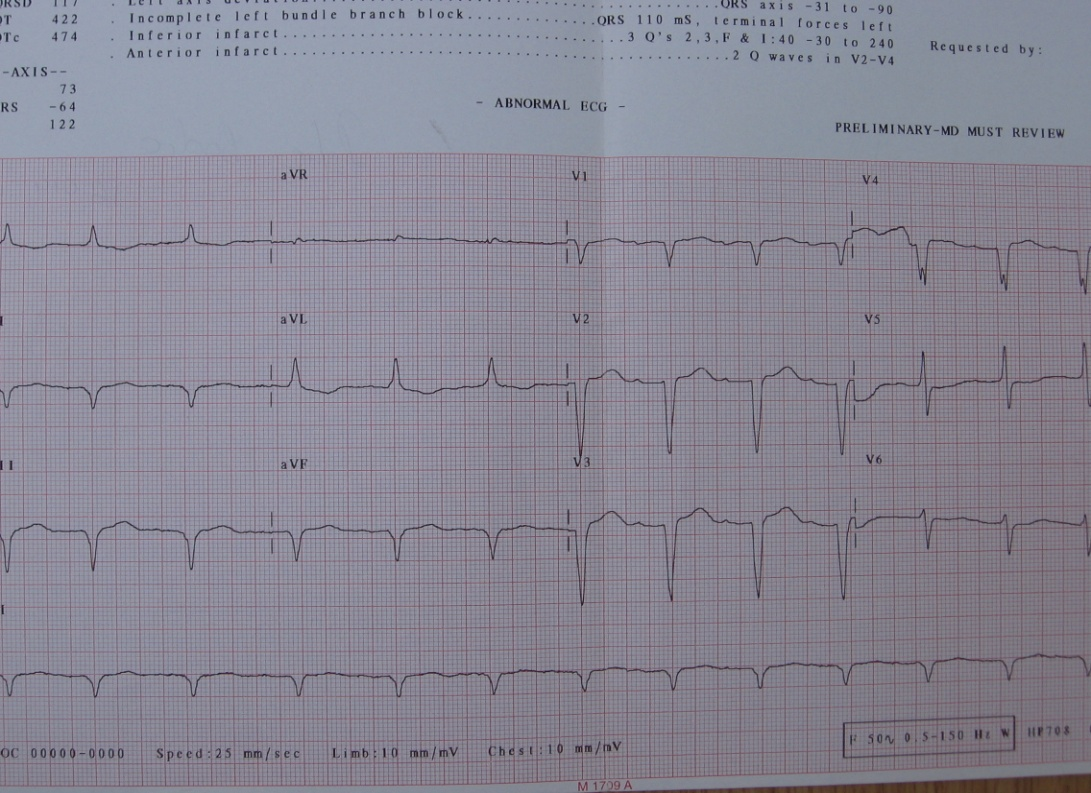 QRSD 117 . Left axis deviation....................QRS axis -31 to -90
QT 422 . Incomplete left bundle branch block............QRS 110 mS, terminal forces left
QTc 474 . Inferior infarct........................................3 Q's 2,3,F & I:40 -30 to 240
. Anterior infarct.....................................................2 Q waves in V2-V4
Requested by:
-AXIS--
73
RS -64
122
- ABNORMAL ECG -
PRELIMINARY-MD MUST REVIEW
aVR V1 V4
I aVL V2 V5
II aVF V3 V6
I
OC 00000-0000 Speed:25 mm/sec Limb:10 mm/mV Chest:10 mm/mV
F 50∿ 0.5-150 Hz W HP708
M 1709 A